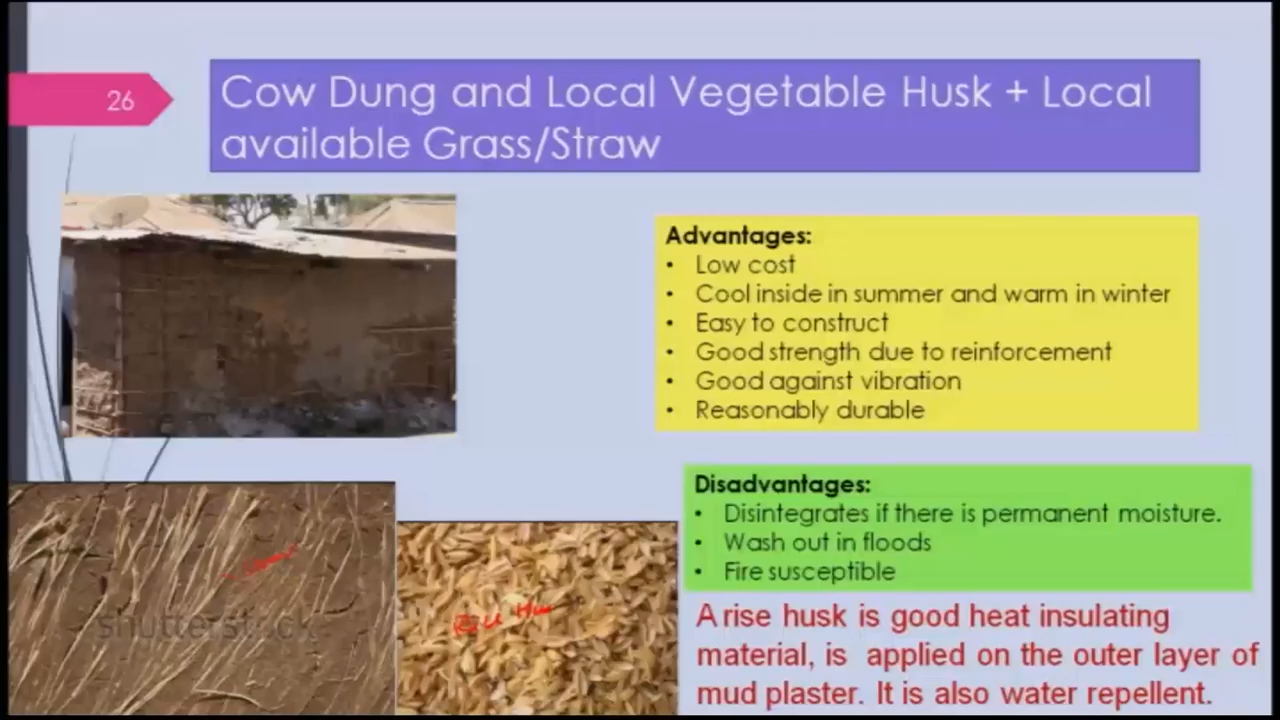 26
Cow Dung and Local Vegetable Husk + Local
available Grass/Straw
Advantages:
• Low cost
• Cool inside in summer and warm in winter
• Easy to construct
• Good strength due to reinforcement
• Good against vibration
• Reasonably durable
Disadvantages:
• Disintegrates if there is permanent moisture.
• Wash out in floods
• Fire susceptible
A rise husk is good heat insulating
material, is applied on the outer layer of
mud plaster. It is also water repellent.
shutterstock